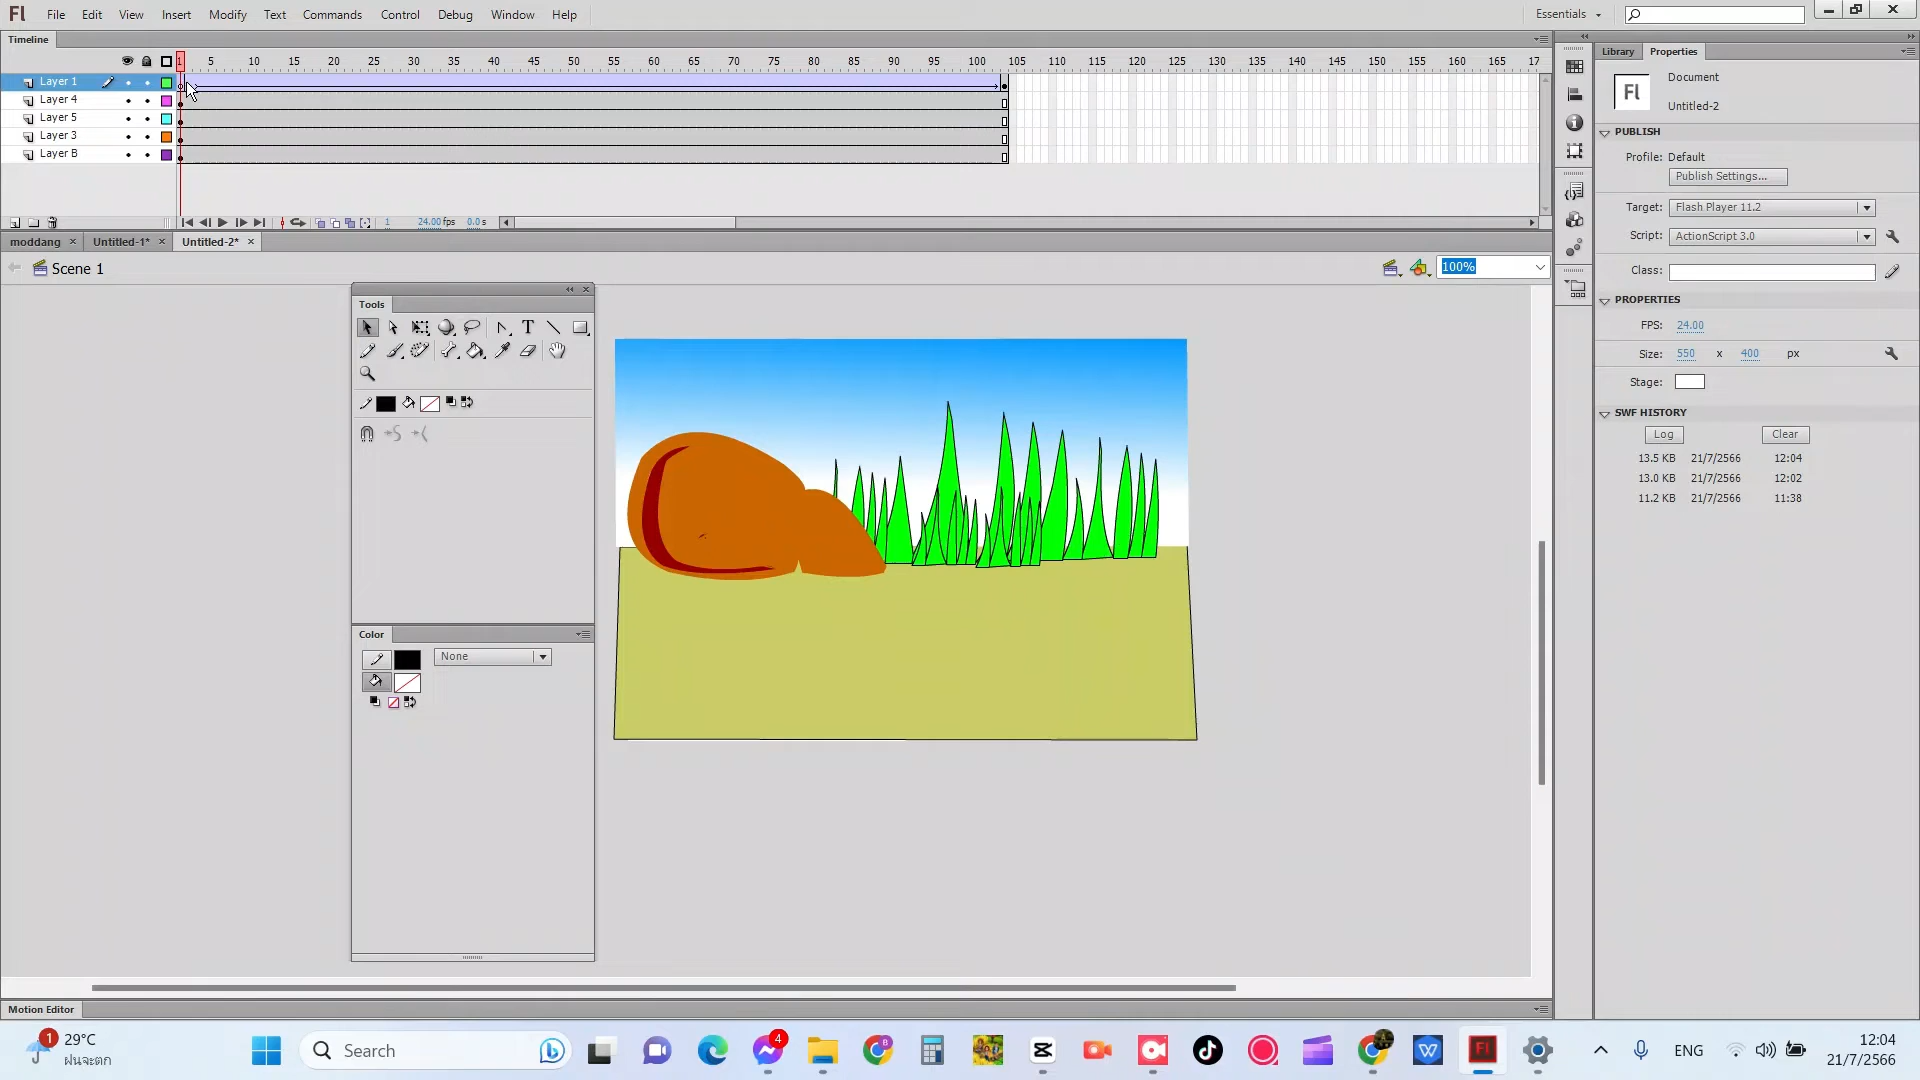 Fl File Edit View Insert Modify Text Commands Control Debug Window Help Essentials
Timeline
1 5 10 15 20 25 30 35 40 45 50 55 60 65 70 75 80 85 90 95 100 105 110 115 120 125 130 135 140 145 150 155 160 165 17
Layer 1
Layer 4
Layer 5
Layer 3
Layer B
1 24.00 fps 0.0 s
moddang Untitled-1* Untitled-2*
Scene 1
100%
Tools
T
Color
None
Library Properties
Fl
Document
Untitled-2
PUBLISH
Profile: Default
Publish Settings...
Target: Flash Player 11.2
Script: ActionScript 3.0
Class:
PROPERTIES
FPS: 24.00
Size: 550 x 400 px
Stage:
SWF HISTORY
Log Clear
13.5 KB 21/7/2566 12:04
13.0 KB 21/7/2566 12:02
11.2 KB 21/7/2566 11:38
Motion Editor
1
29°C
ฝนจะตก
Search
4
B
W
Fl
ENG
12:04
21/7/2566